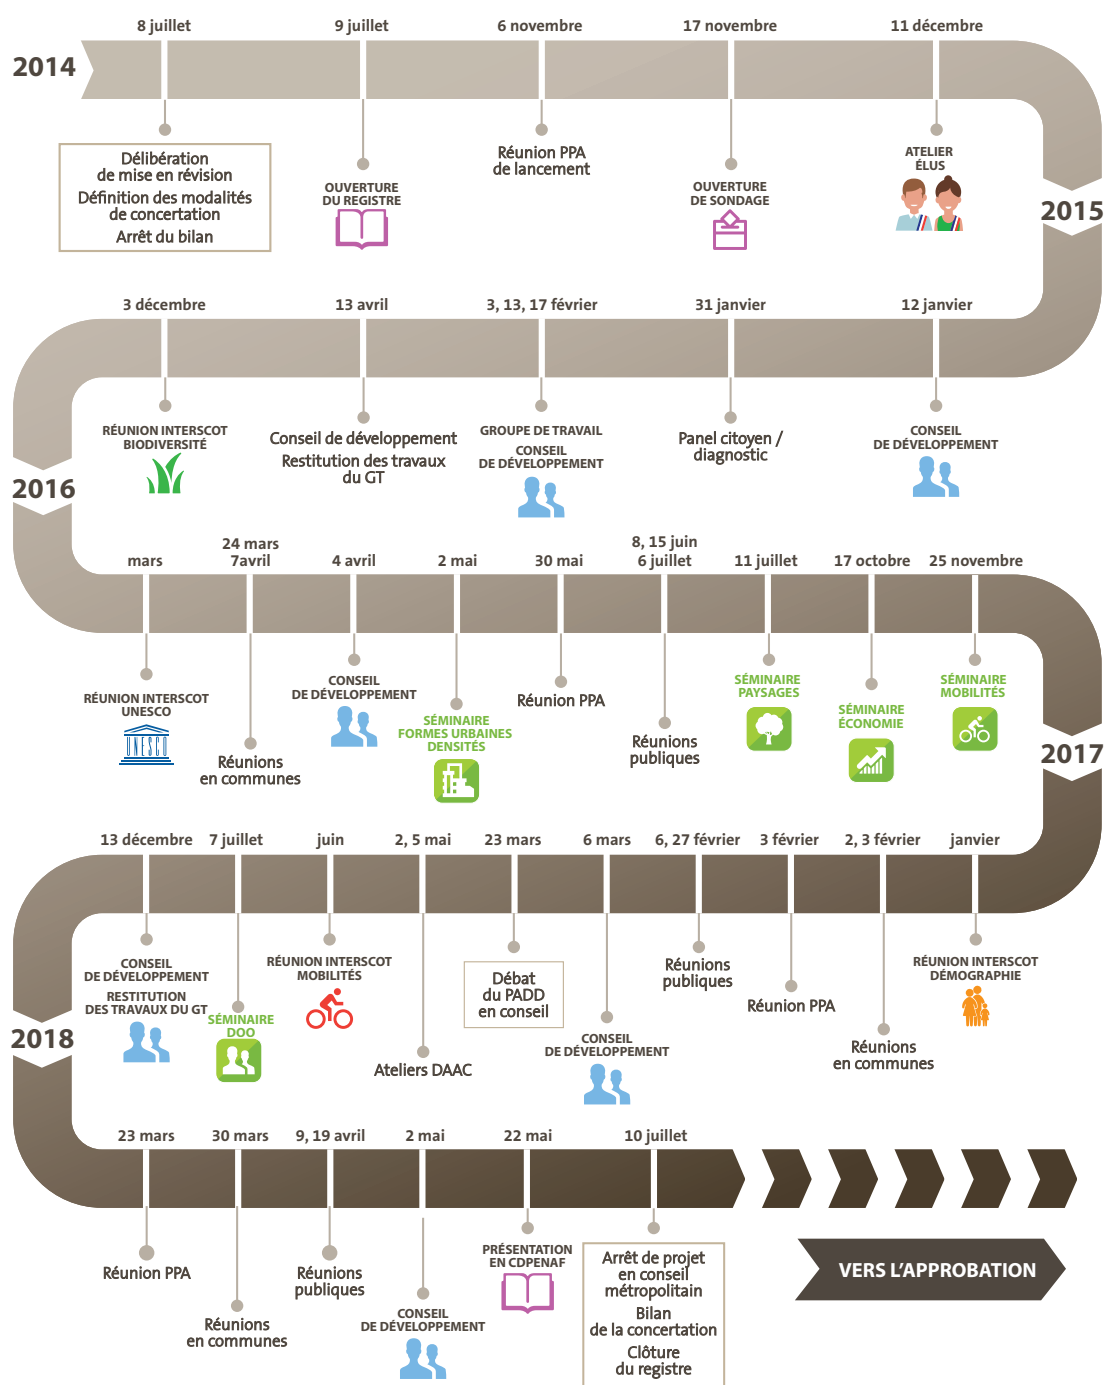 8 juillet
9 juillet
6 novembre
17 novembre
11 décembre
2014
Délibération
de mise en révision
Définition des modalités
de concertation
Arrêt du bilan
OUVERTURE
DU REGISTRE
Réunion PPA
de lancement
OUVERTURE
DE SONDAGE
ATELIER
ÉLUS
2015
3 décembre
13 avril
3, 13, 17 février
31 janvier
12 janvier
RÉUNION INTERSCOT
BIODIVERSITÉ
Conseil de développement
Restitution des travaux
du GT
GROUPE DE TRAVAIL
CONSEIL
DE DÉVELOPPEMENT
Panel citoyen /
diagnostic
CONSEIL
DE DÉVELOPPEMENT
2016
mars
24 mars
7avril
4 avril
2 mai
30 mai
8, 15 juin
6 juillet
11 juillet
17 octobre
25 novembre
RÉUNION INTERSCOT
UNESCO
UNESCO
Réunions
en communes
CONSEIL
DE DÉVELOPPEMENT
SÉMINAIRE
FORMES URBAINES
DENSITÉS
Réunion PPA
Réunions
publiques
SÉMINAIRE
PAYSAGES
SÉMINAIRE
ÉCONOMIE
SÉMINAIRE
MOBILITÉS
2017
13 décembre
7 juillet
juin
2, 5 mai
23 mars
6 mars
6, 27 février
3 février
2, 3 février
janvier
CONSEIL
DE DÉVELOPPEMENT
RESTITUTION
DES TRAVAUX DU GT
SÉMINAIRE
DOO
RÉUNION INTERSCOT
MOBILITÉS
Ateliers DAAC
Débat
du PADD
en conseil
CONSEIL
DE DÉVELOPPEMENT
Réunions
publiques
Réunion PPA
Réunions
en communes
RÉUNION INTERSCOT
DÉMOGRAPHIE
2018
23 mars
30 mars
9, 19 avril
2 mai
22 mai
10 juillet
Réunion PPA
Réunions
en communes
Réunions
publiques
CONSEIL
DE DÉVELOPPEMENT
PRÉSENTATION
EN CDPENAF
Arrêt de projet
en conseil
métropolitain
Bilan
de la concertation
Clôture
du registre
VERS L'APPROBATION